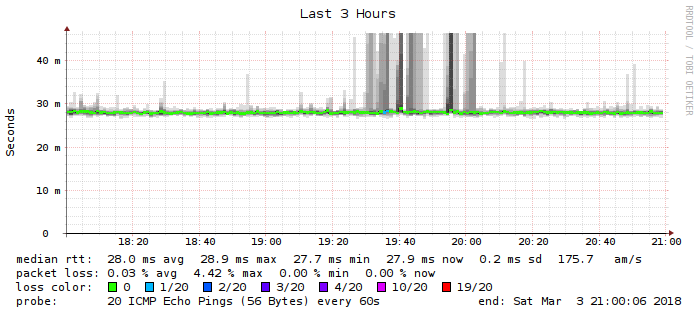 Last 3 Hours
RRDTOOL / TOBI OETIKER
Seconds
40 m
30 m
20 m
10 m
0
18:20 18:40 19:00 19:20 19:40 20:00 20:20 20:40 21:00
median rtt: 28.0 ms avg 28.9 ms max 27.7 ms min 27.9 ms now 0.2 ms sd 175.7 am/s
packet loss: 0.03 % avg 4.42 % max 0.00 % min 0.00 % now
loss color: 0 1/20 2/20 3/20 4/20 10/20 19/20
probe: 20 ICMP Echo Pings (56 Bytes) every 60s end: Sat Mar 3 21:00:06 2018